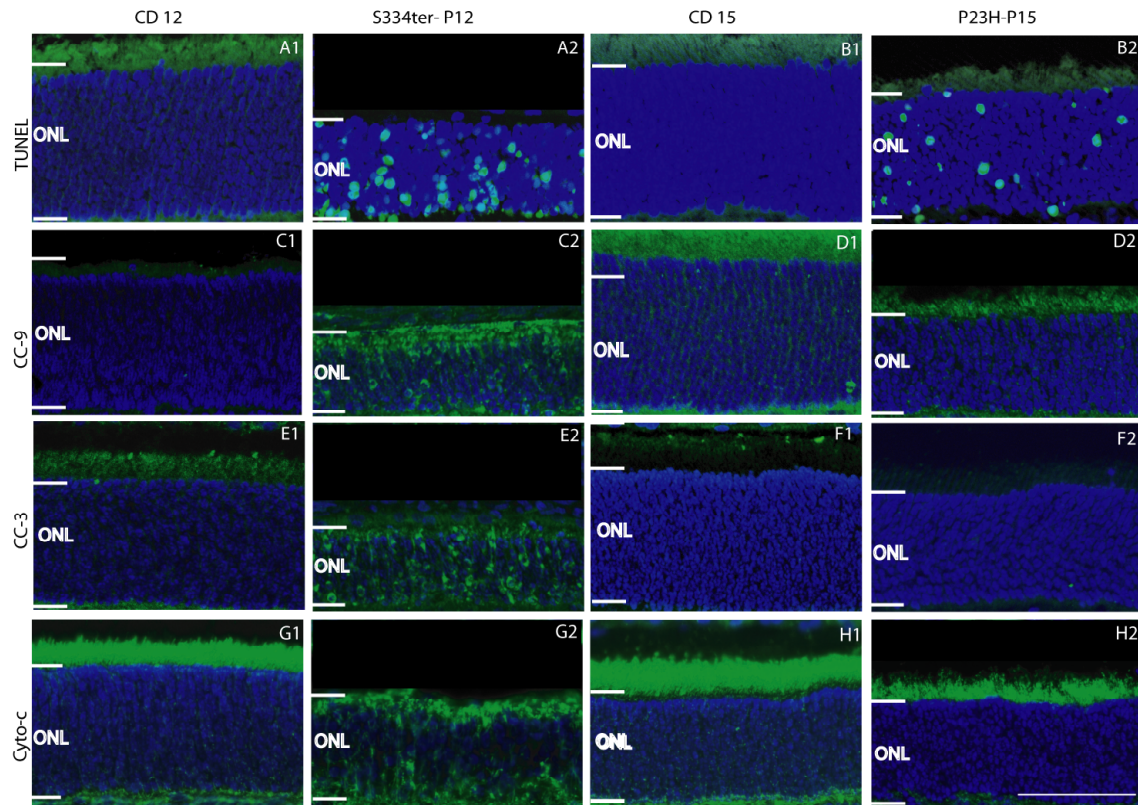 CD 12 S334ter- P12 CD 15 P23H-P15
TUNEL
A1 A2 B1 B2
ONL ONL ONL ONL
CC-9
C1 C2 D1 D2
ONL ONL ONL ONL
CC-3
E1 E2 F1 F2
ONL ONL ONL ONL
Cyto-c
G1 G2 H1 H2
ONL ONL ONL ONL